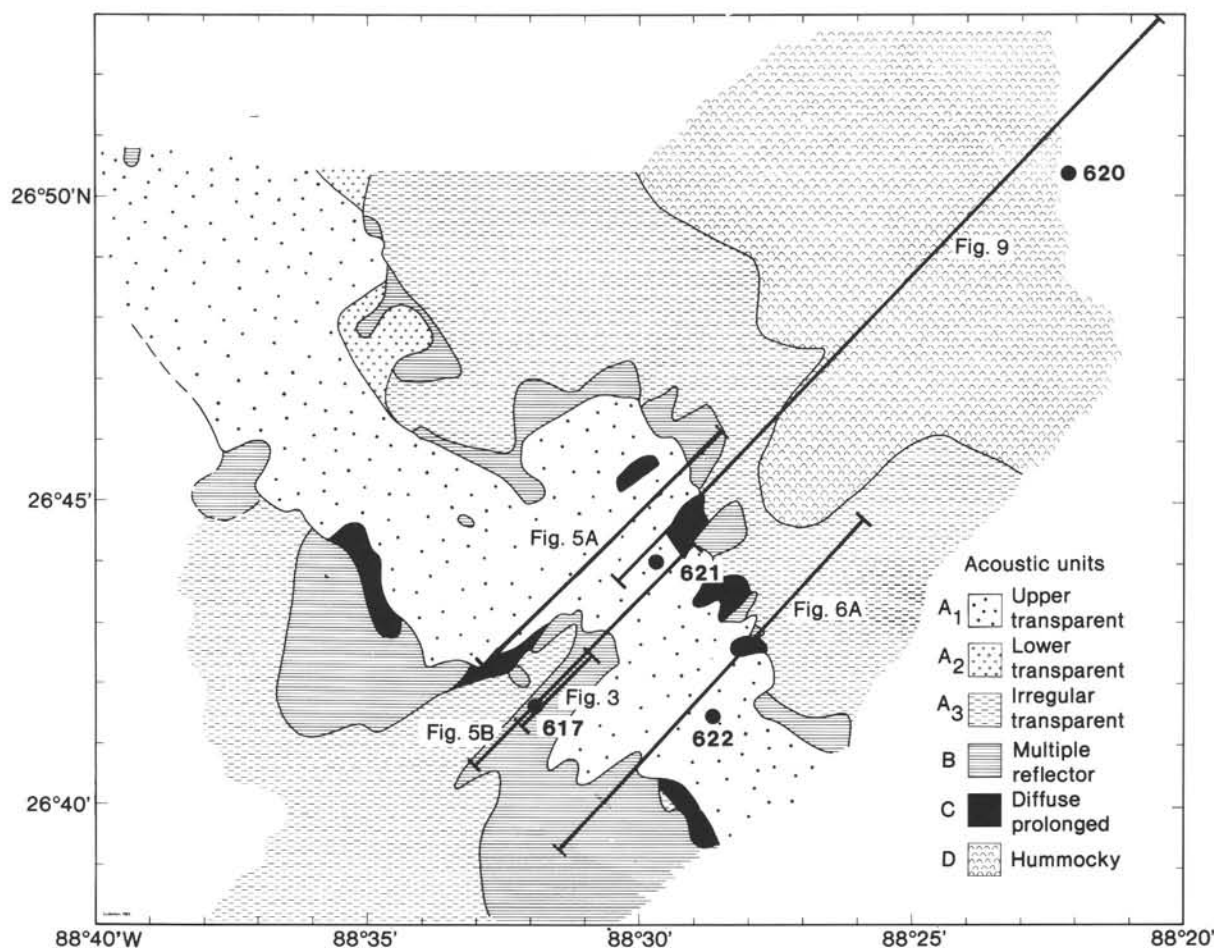 26°50'N
620
Fig. 9
26°45'
Fig. 5A
621
Fig. 6A
Fig. 3
Fig. 5B
617
622
26°40'
Acoustic units
A1 Upper
transparent
A2 Lower
transparent
A3 Irregular
transparent
B Multiple
reflector
C Diffuse
prolonged
D Hummocky
88°40'W
88°35'
88°30'
88°25'
88°20'